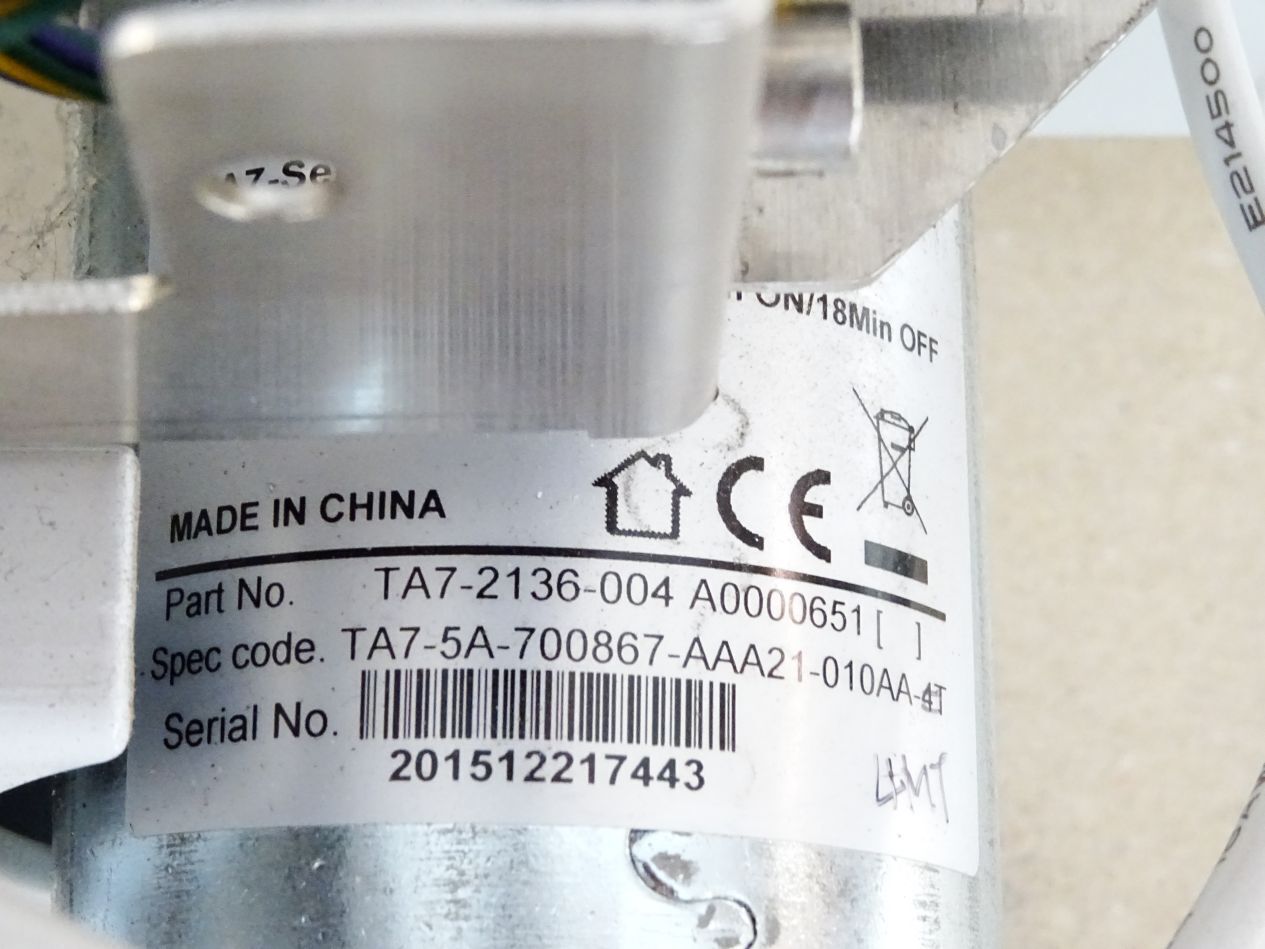 E214500
ON/18Min OFF
MADE IN CHINA CE
Part No. TA7-2136-004 A0000651 [ ]
Spec code. TA7-5A-700867-AAA21-010AA-
Serial No.
201512217443